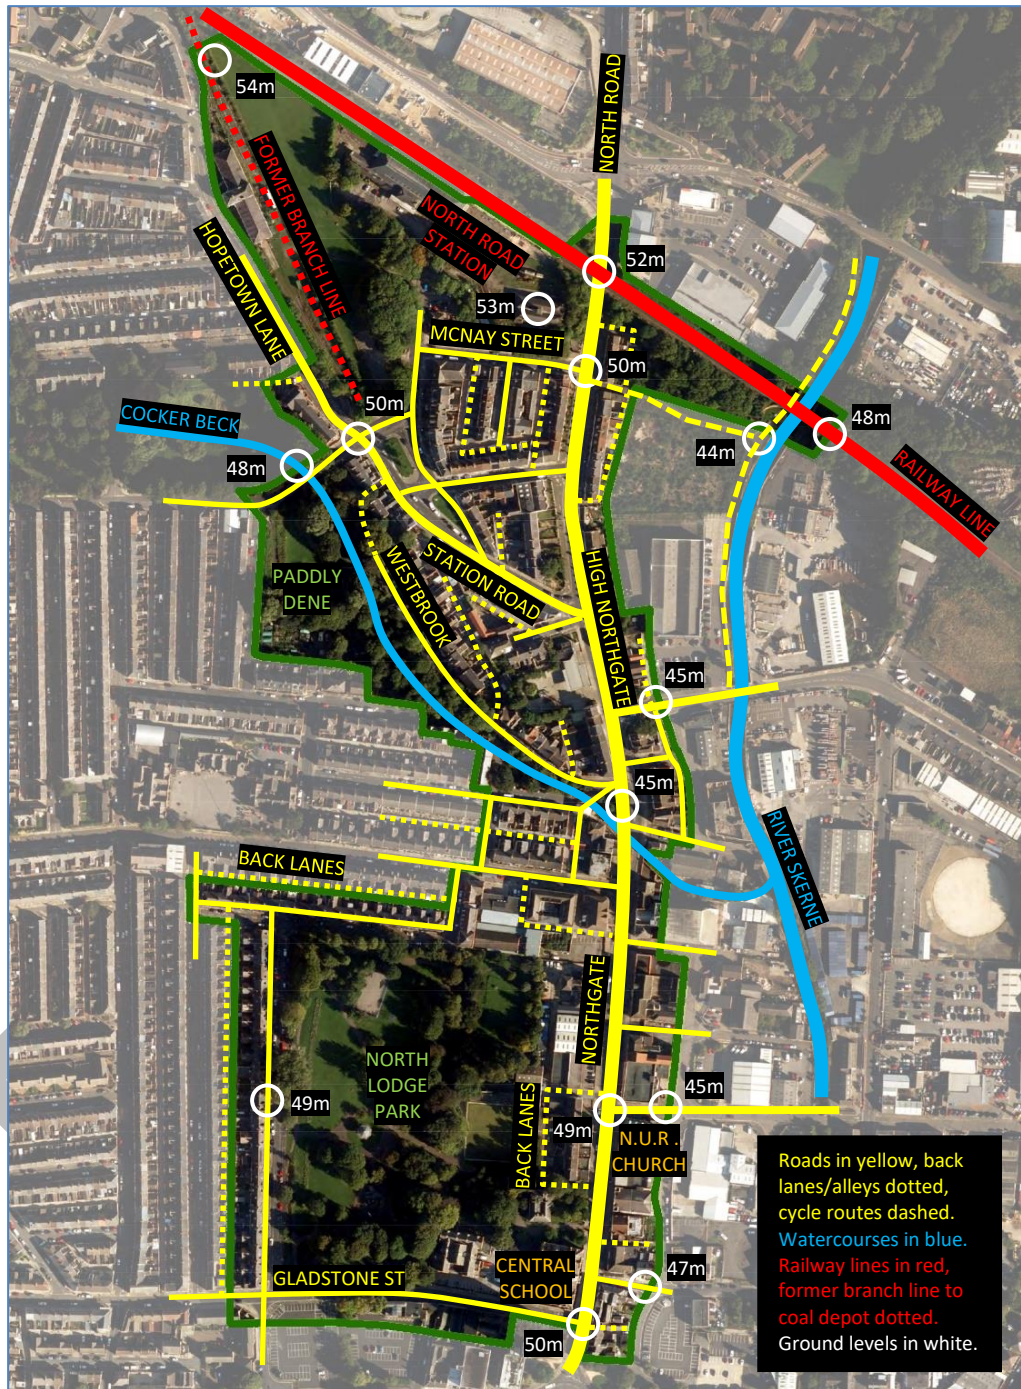 54m
NORTH ROAD
FORMER BRANCH LINE
NORTH ROAD
STATION
HOPETOWN LANE
52m
53m
MCNAY STREET
50m
50m
COCKER BECK
48m
44m
48m
RAILWAY LINE
PADDLY
DENE
WESTBROOK
STATION ROAD
HIGH NORTHGATE
45m
45m
RIVER SKERNE
BACK LANES
NORTHGATE
NORTH
LODGE
PARK
49m
BACK LANES
49m
45m
N.U.R .
CHURCH
GLADSTONE ST
CENTRAL
SCHOOL
47m
50m
Roads in yellow, back
lanes/alleys dotted,
cycle routes dashed.
Watercourses in blue.
Railway lines in red,
former branch line to
coal depot dotted.
Ground levels in white.